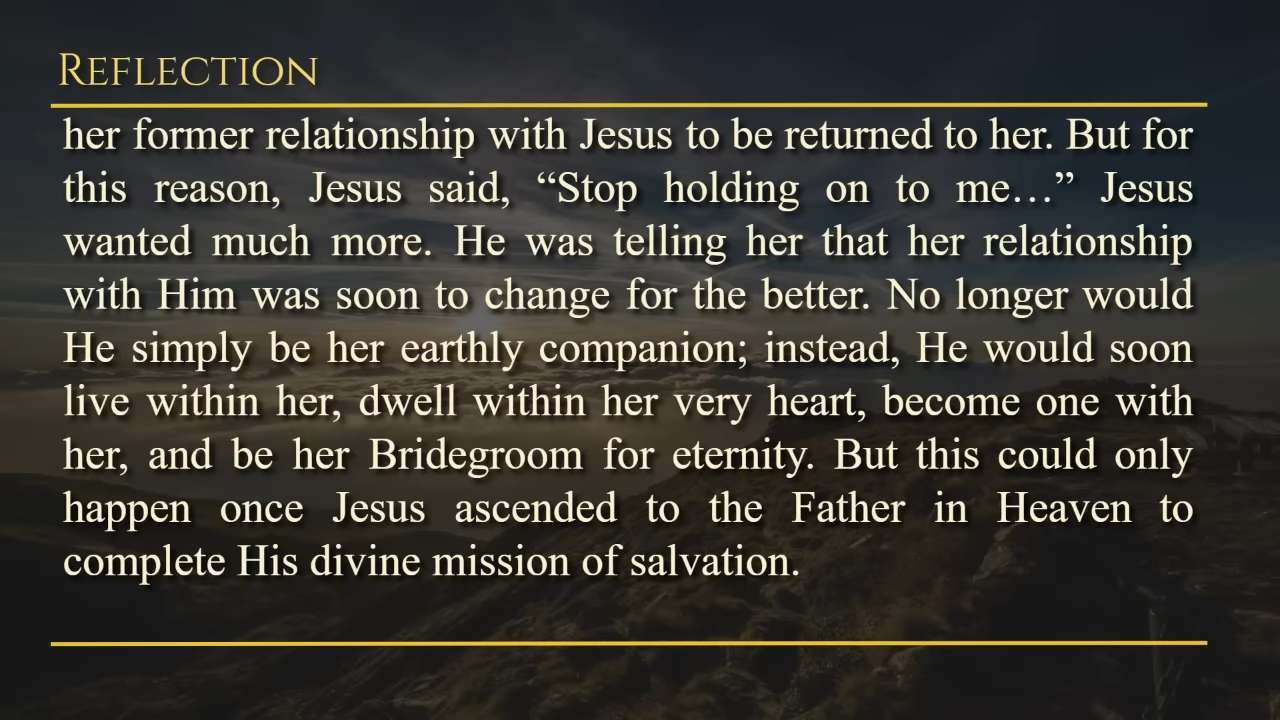 Reflection
her former relationship with Jesus to be returned to her. But for
this reason, Jesus said, “Stop holding on to me…” Jesus
wanted much more. He was telling her that her relationship
with Him was soon to change for the better. No longer would
He simply be her earthly companion; instead, He would soon
live within her, dwell within her very heart, become one with
her, and be her Bridegroom for eternity. But this could only
happen once Jesus ascended to the Father in Heaven to
complete His divine mission of salvation.